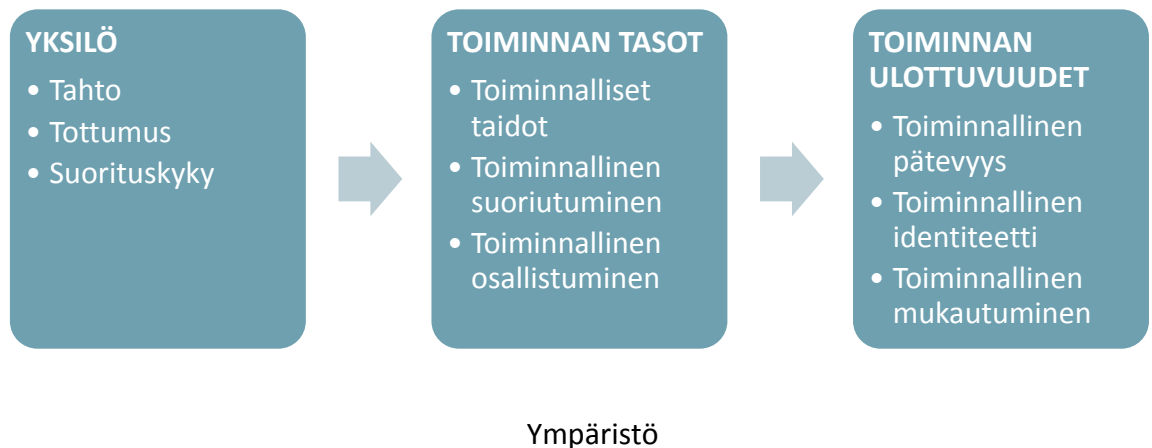 YKSILÖ
• Tahto
• Tottumus
• Suorituskyky
TOIMINNAN TASOT
• Toiminnalliset
taidot
• Toiminnallinen
suoriutuminen
• Toiminnallinen
osallistuminen
TOIMINNAN
ULOTTUVUUDET
• Toiminnallinen
pätevyys
• Toiminnallinen
identiteetti
• Toiminnallinen
mukautuminen
Ympäristö